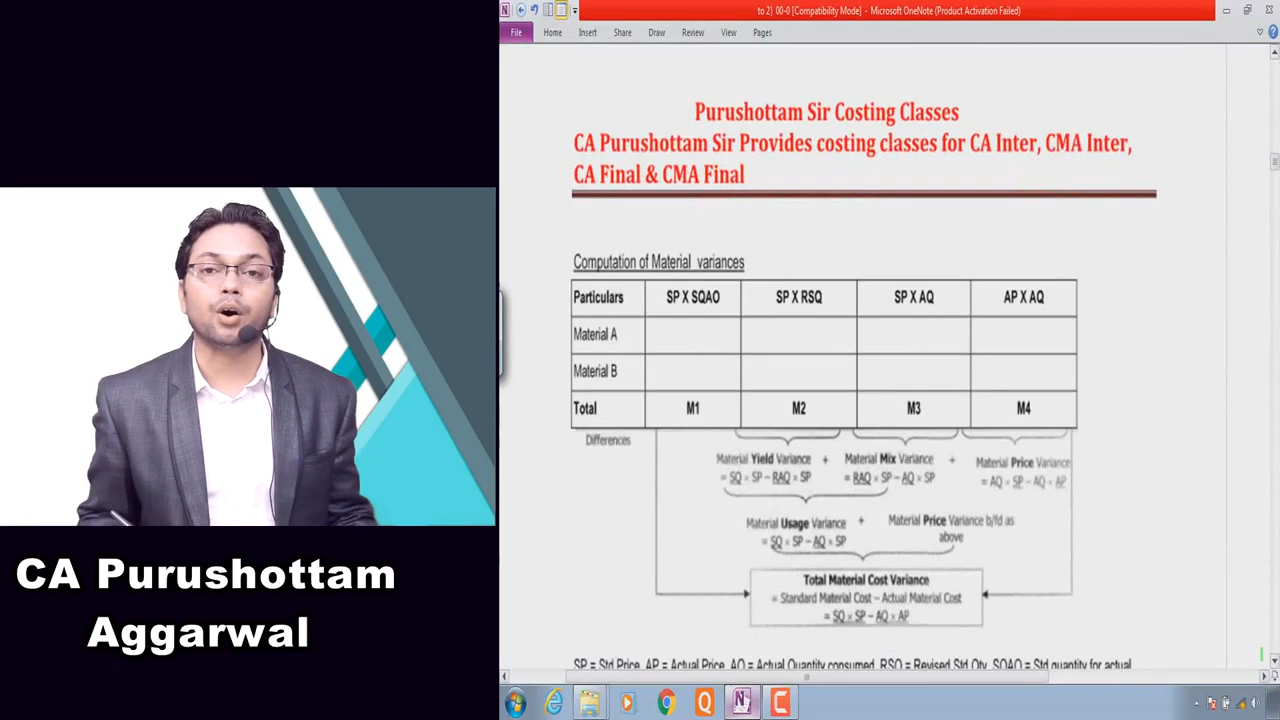 to 2) 00-0 [Compatibility Mode] - Microsoft OneNote (Product Activation Failed)
File Home Insert Share Draw Review View Pages
Purushottam Sir Costing Classes
CA Purushottam Sir Provides costing classes for CA Inter, CMA Inter,
CA Final & CMA Final
Computation of Material variances
Particulars SP X SQAO SP X RSQ SP X AQ AP X AQ
Material A
Material B
Total M1 M2 M3 M4
Differences
Material Yield Variance + Material Mix Variance + Material Price Variance
= SQ × SP – RAQ × SP = RAQ × SP – AQ × SP = AQ × SP – AQ × AP
Material Usage Variance + Material Price Variance b/fd as
= SQ × SP – AQ × SP above
Total Material Cost Variance
= Standard Material Cost – Actual Material Cost
= SQ × SP – AQ × AP
SP = Std Price, AP = Actual Price, AQ = Actual Quantity consumed, RSQ = Revised Std Qty, SQAO = Std quantity for actual
CA Purushottam
Aggarwal